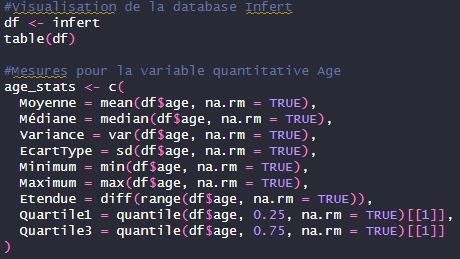 #Visualisation de la database Infert
df <- infert
table(df)
#Mesures pour la variable quantitative Age
age_stats <- c(
Moyenne = mean(df$age, na.rm = TRUE),
Médiane = median(df$age, na.rm = TRUE),
Variance = var(df$age, na.rm = TRUE),
EcartType = sd(df$age, na.rm = TRUE),
Minimum = min(df$age, na.rm = TRUE),
Maximum = max(df$age, na.rm = TRUE),
Etendue = diff(range(df$age, na.rm = TRUE)),
Quartile1 = quantile(df$age, 0.25, na.rm = TRUE)[[1]],
Quartile3 = quantile(df$age, 0.75, na.rm = TRUE)[[1]]
)